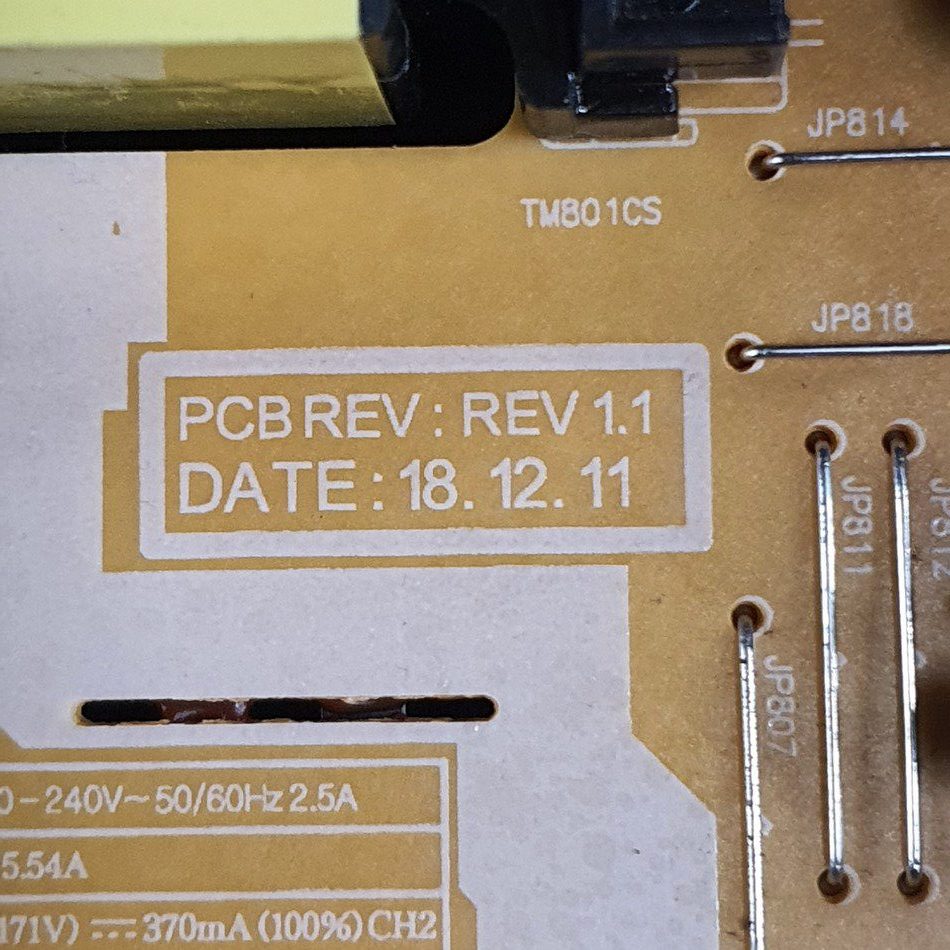 JP814
TM801CS
JP818
PCB REV : REV 1.1
DATE : 18. 12. 11
JP811
JP812
JP807
0-240V~50/60Hz 2.5A
5.54A
171V) ⎓ 370mA (100%) CH2